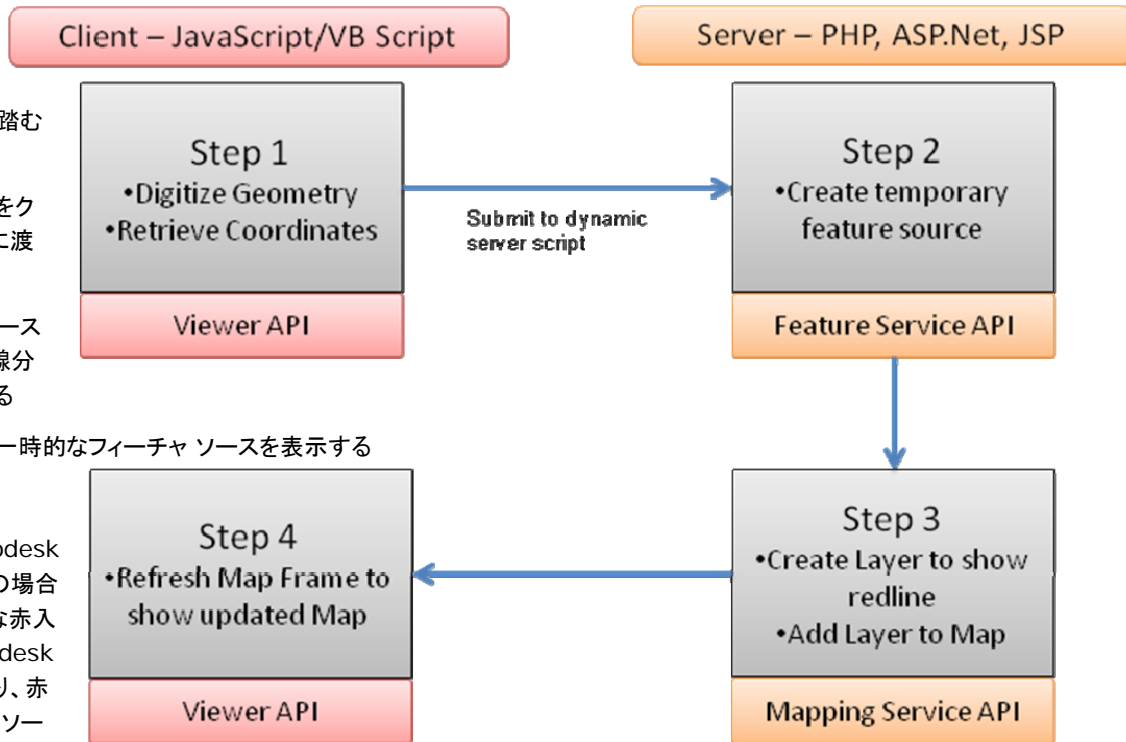 Client – JavaScript/VB Script
Server – PHP, ASP.Net, JSP
踏む
をク
に渡
ース
線分
る
一時的なフィーチャ ソースを表示する
odesk
の場合
な赤入
desk
り、赤
ソー
Step 1
•Digitize Geometry
•Retrieve Coordinates
Viewer API
Submit to dynamic
server script
Step 2
•Create temporary
feature source
Feature Service API
Step 3
•Create Layer to show
redline
•Add Layer to Map
Mapping Service API
Step 4
•Refresh Map Frame to
show updated Map
Viewer API